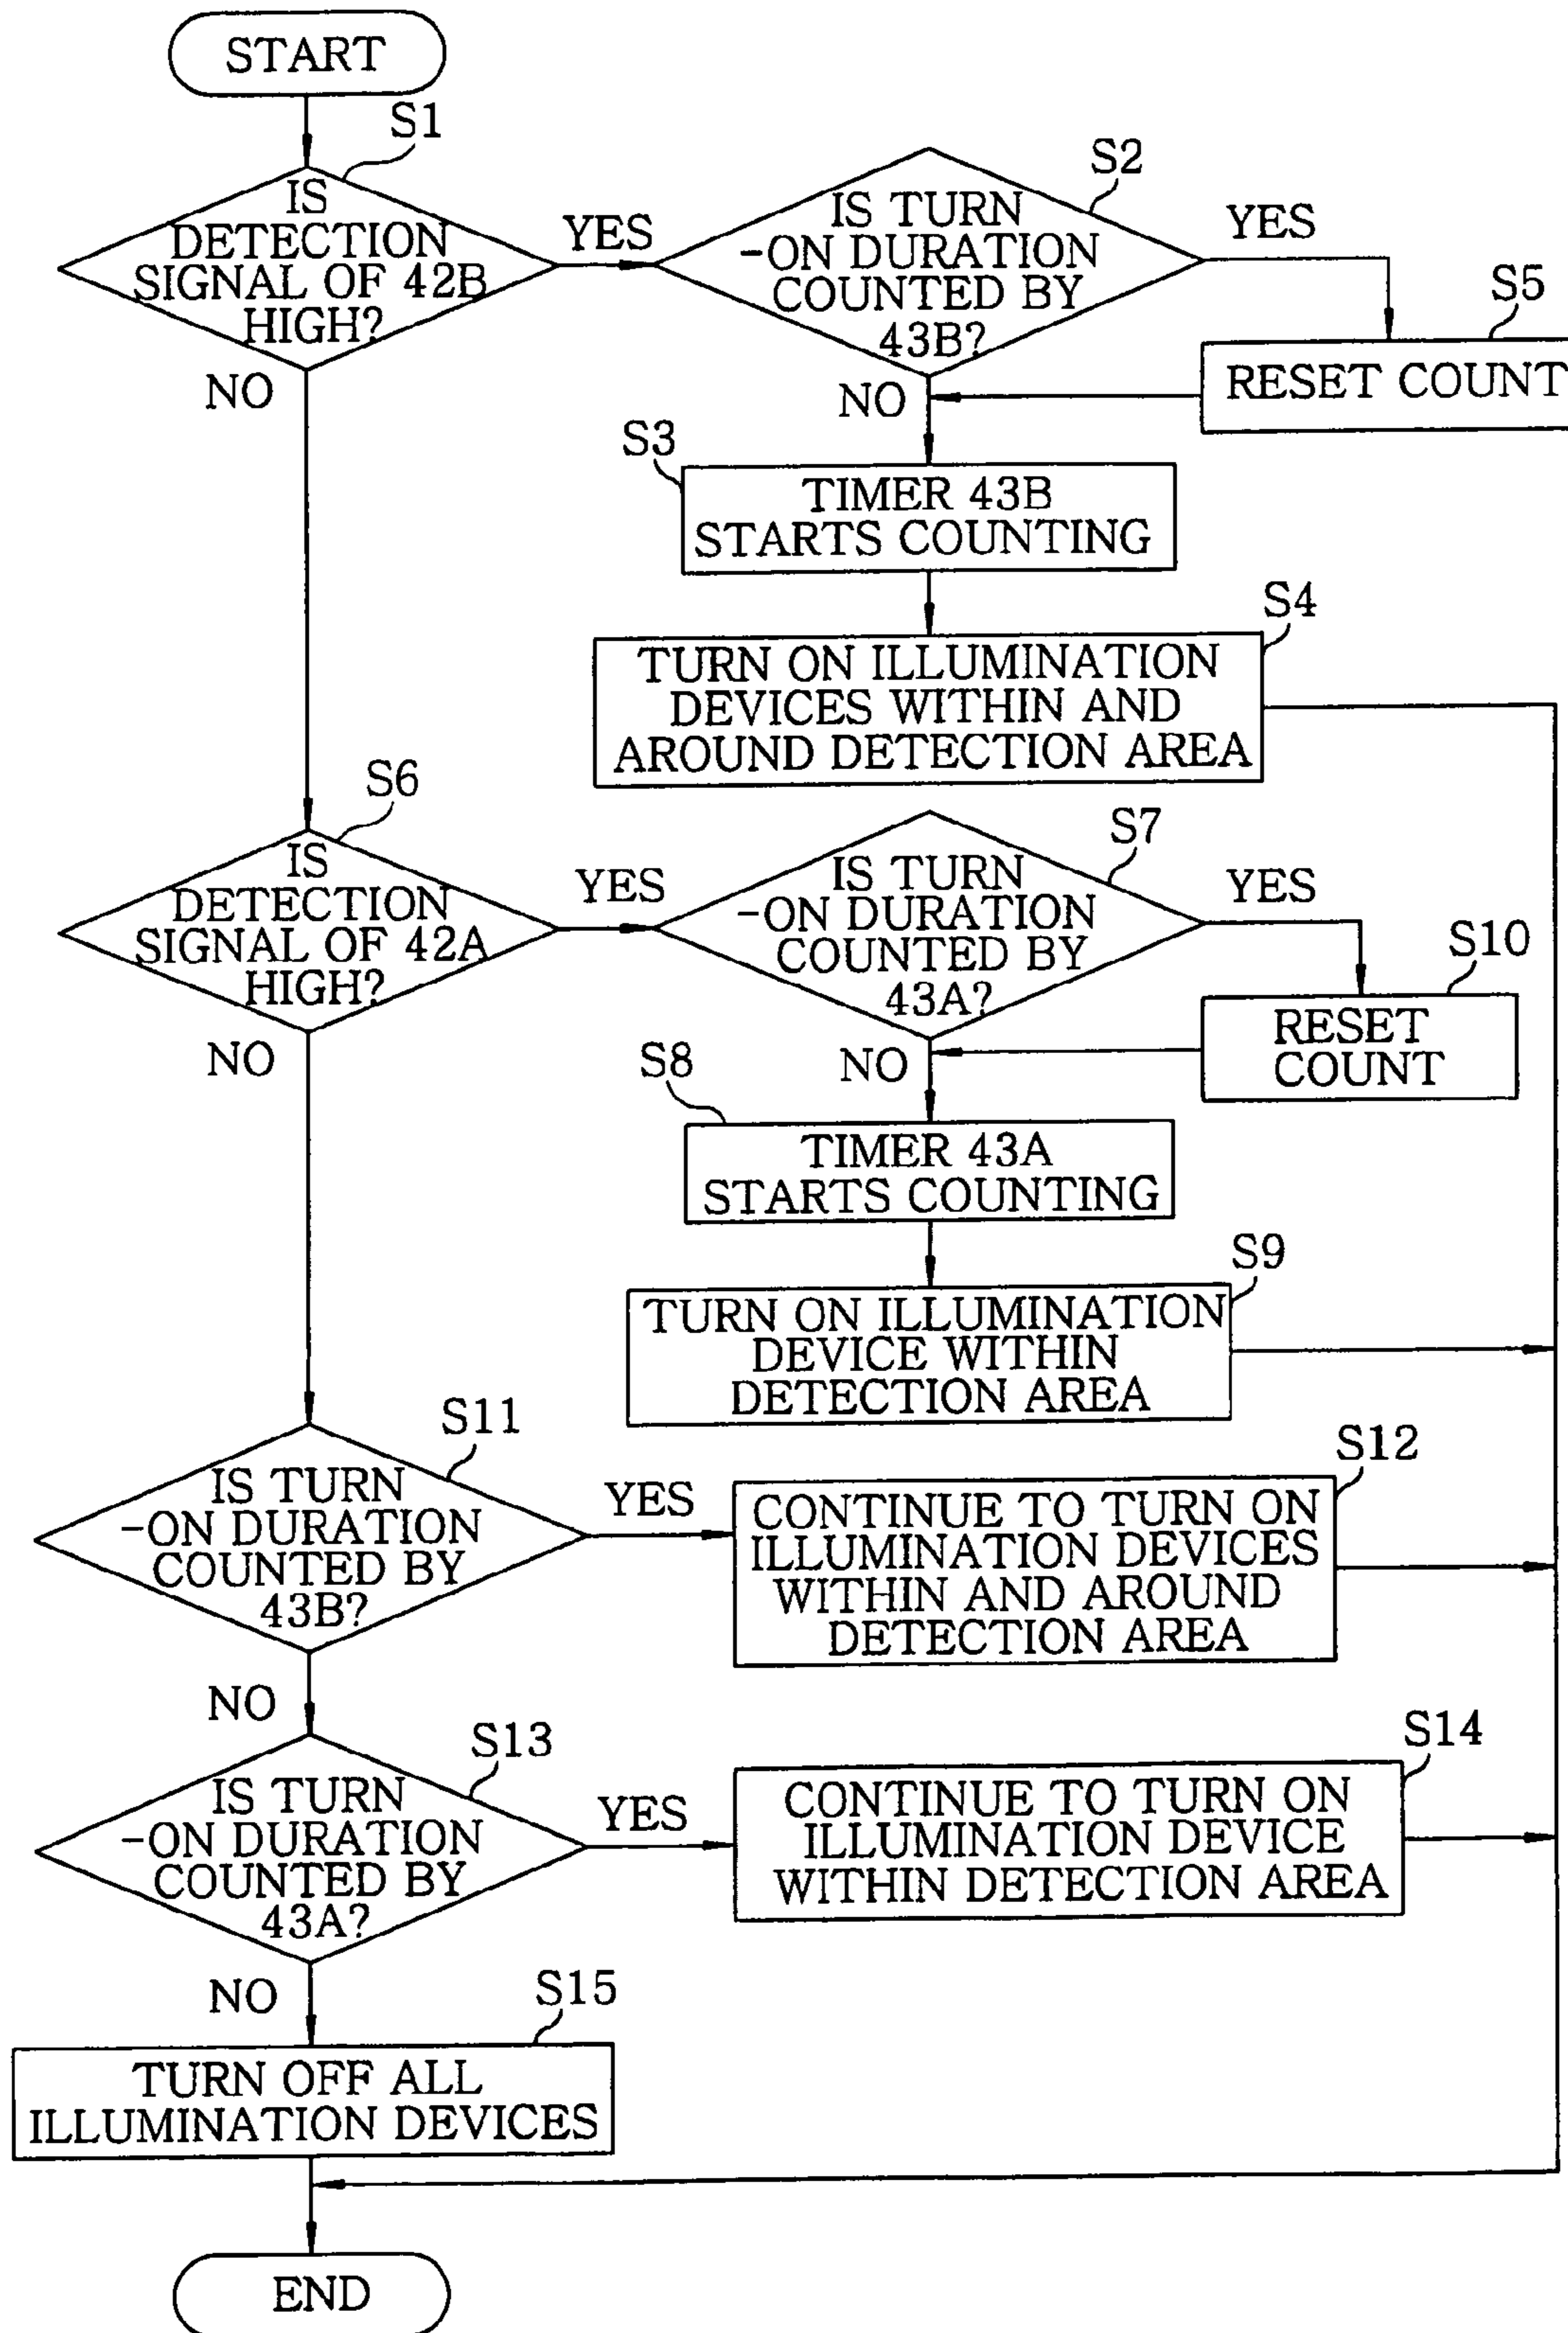 START
S1
IS
DETECTION
SIGNAL OF 42B
HIGH?
YES
NO
S2
IS TURN
-ON DURATION
COUNTED BY
43B?
YES
NO
S5
RESET COUNT
S3
TIMER 43B
STARTS COUNTING
S4
TURN ON ILLUMINATION
DEVICES WITHIN AND
AROUND DETECTION AREA
S6
IS
DETECTION
SIGNAL OF 42A
HIGH?
YES
NO
S7
IS TURN
-ON DURATION
COUNTED BY
43A?
YES
NO
S10
RESET
COUNT
S8
TIMER 43A
STARTS COUNTING
S9
TURN ON ILLUMINATION
DEVICE WITHIN
DETECTION AREA
S11
IS TURN
-ON DURATION
COUNTED BY
43B?
YES
NO
S12
CONTINUE TO TURN ON
ILLUMINATION DEVICES
WITHIN AND AROUND
DETECTION AREA
S13
IS TURN
-ON DURATION
COUNTED BY
43A?
YES
NO
S14
CONTINUE TO TURN ON
ILLUMINATION DEVICE
WITHIN DETECTION AREA
S15
TURN OFF ALL
ILLUMINATION DEVICES
END